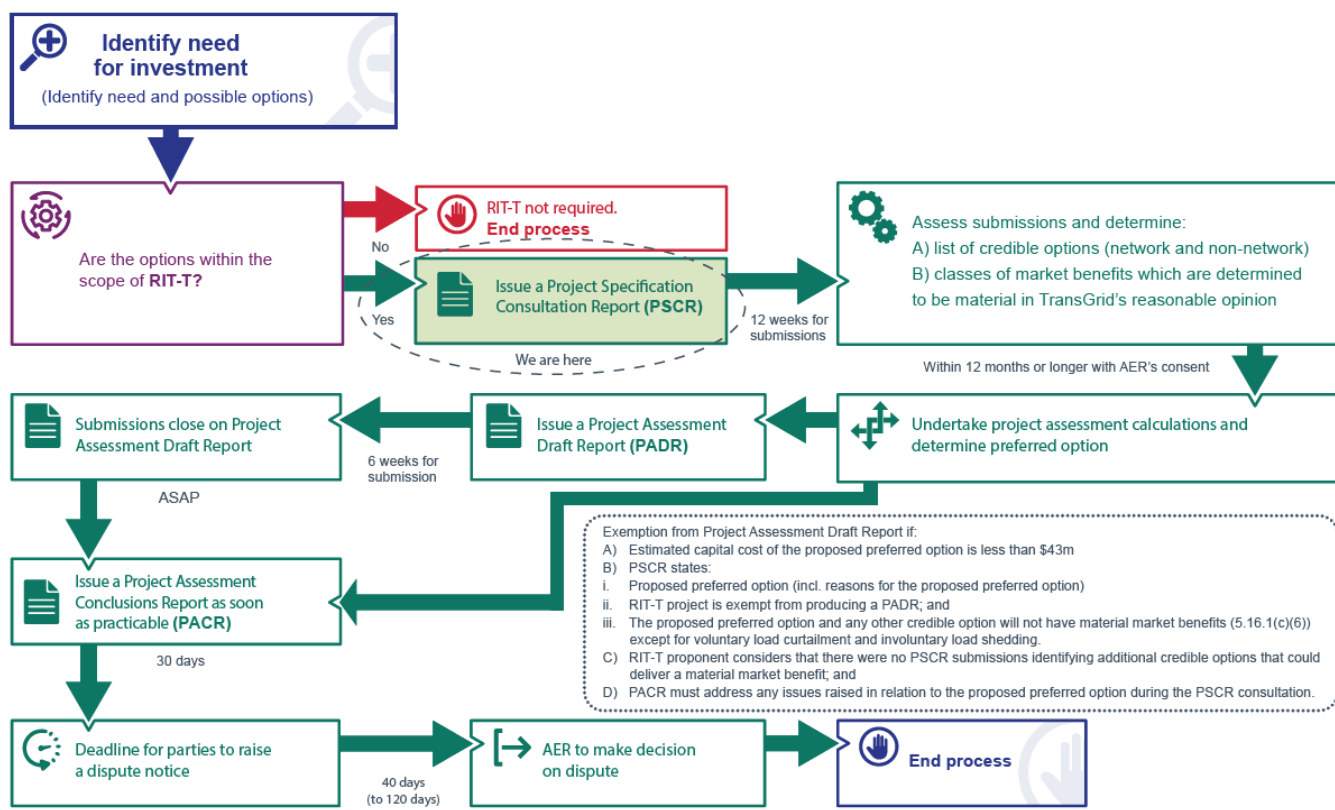 Identify need
for investment
(Identify need and possible options)
Are the options within the
scope of RIT-T?
No
Yes
RIT-T not required.
End process
Issue a Project Specification
Consultation Report (PSCR)
We are here
12 weeks for
submissions
Assess submissions and determine:
A) list of credible options (network and non-network)
B) classes of market benefits which are determined
to be material in TransGrid's reasonable opinion
Within 12 months or longer with AER's consent
Undertake project assessment calculations and
determine preferred option
Issue a Project Assessment
Draft Report (PADR)
6 weeks for
submission
Submissions close on Project
Assessment Draft Report
ASAP
Exemption from Project Assessment Draft Report if:
A) Estimated capital cost of the proposed preferred option is less than $43m
B) PSCR states:
i. Proposed preferred option (incl. reasons for the proposed preferred option)
ii. RIT-T project is exempt from producing a PADR; and
iii. The proposed preferred option and any other credible option will not have material market benefits (5.16.1(c)(6))
except for voluntary load curtailment and involuntary load shedding.
C) RIT-T proponent considers that there were no PSCR submissions identifying additional credible options that could
deliver a material market benefit; and
D) PACR must address any issues raised in relation to the proposed preferred option during the PSCR consultation.
Issue a Project Assessment
Conclusions Report as soon
as practicable (PACR)
30 days
Deadline for parties to raise
a dispute notice
40 days
(to 120 days)
AER to make decision
on dispute
End process